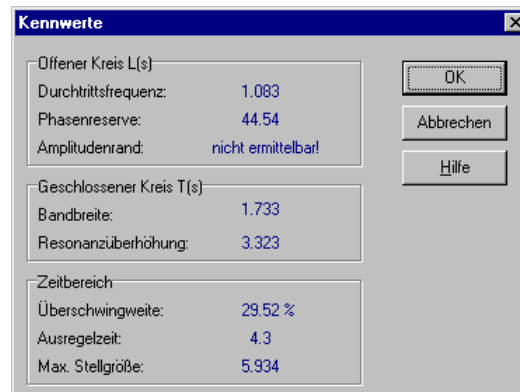 Kennwerte
Offener Kreis L(s)
Durchtrittsfrequenz: 1.083
Phasenreserve: 44.54
Amplitudenrand: nicht ermittelbar!
Geschlossener Kreis T(s)
Bandbreite: 1.733
Resonanzüberhöhung: 3.323
Zeitbereich
Überschwingweite: 29.52 %
Ausregelzeit: 4.3
Max. Stellgröße: 5.934
OK
Abbrechen
Hilfe